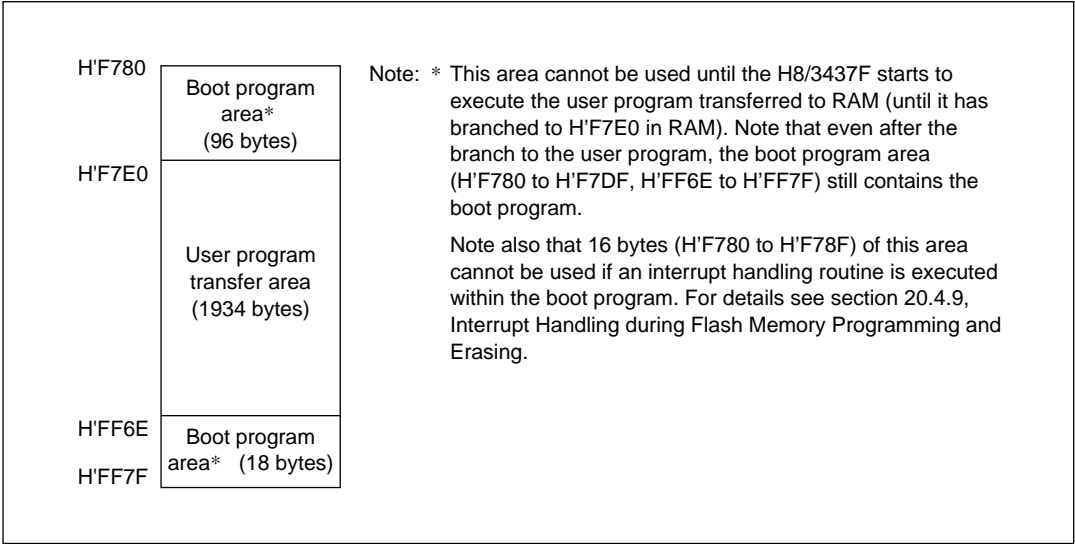 H'F780
Boot program
area*
(96 bytes)
H'F7E0
User program
transfer area
(1934 bytes)
H'FF6E
Boot program
area* (18 bytes)
H'FF7F
Note: * This area cannot be used until the H8/3437F starts to
execute the user program transferred to RAM (until it has
branched to H'F7E0 in RAM). Note that even after the
branch to the user program, the boot program area
(H'F780 to H'F7DF, H'FF6E to H'FF7F) still contains the
boot program.
Note also that 16 bytes (H'F780 to H'F78F) of this area
cannot be used if an interrupt handling routine is executed
within the boot program. For details see section 20.4.9,
Interrupt Handling during Flash Memory Programming and
Erasing.